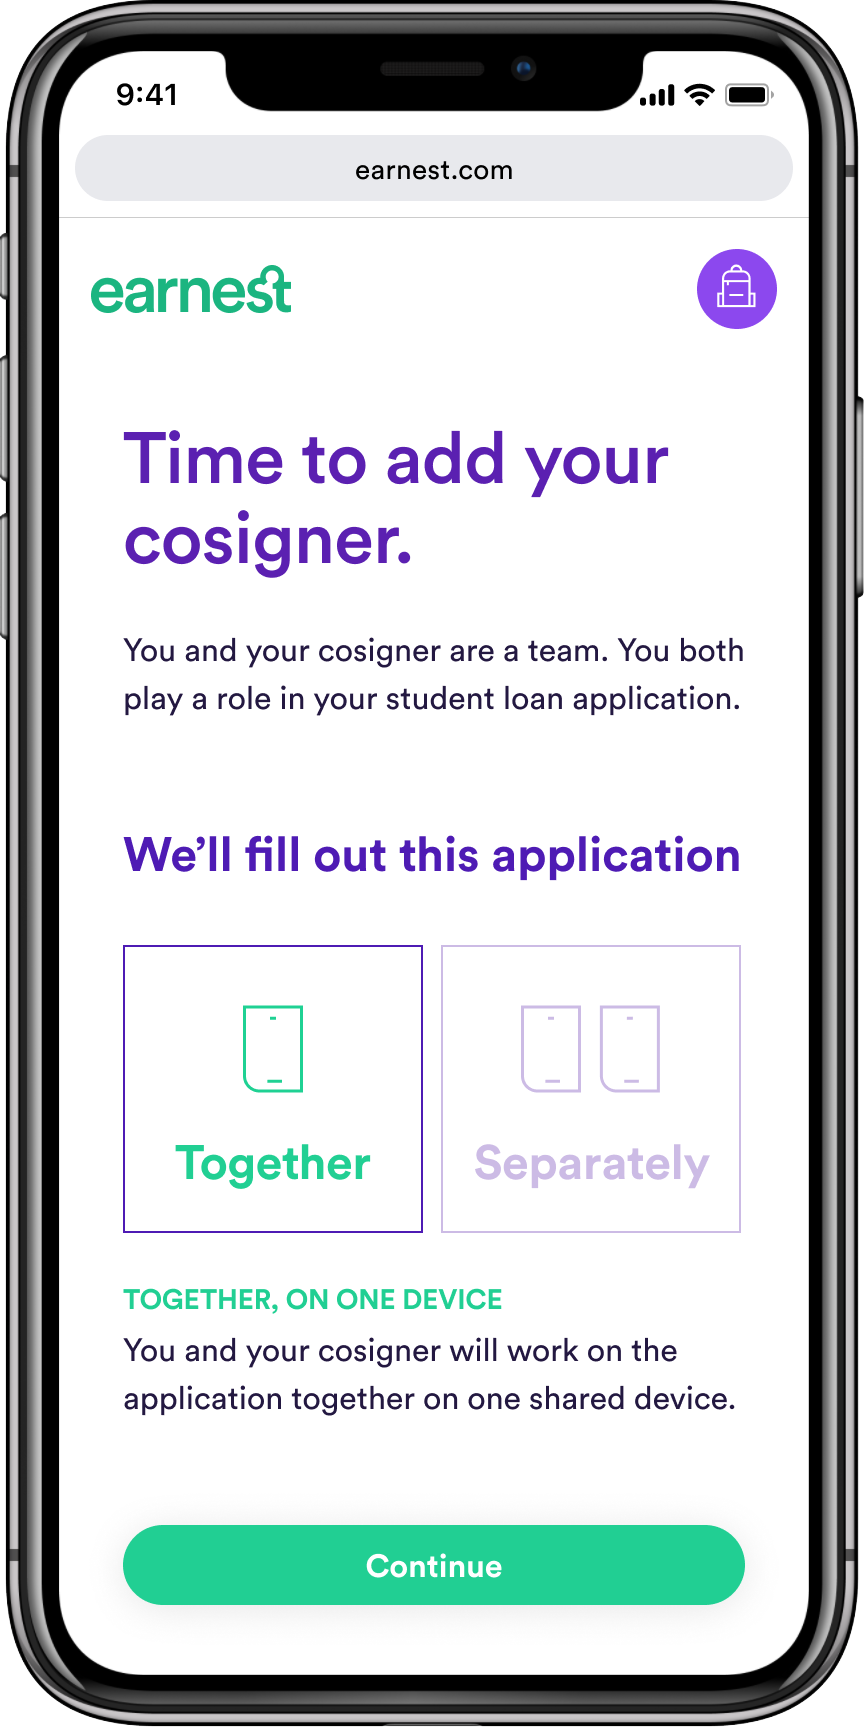 9:41
earnest.com
earnest
Time to add your
cosigner.
You and your cosigner are a team. You both
play a role in your student loan application.
We’ll fill out this application
Together
Separately
TOGETHER, ON ONE DEVICE
You and your cosigner will work on the
application together on one shared device.
Continue